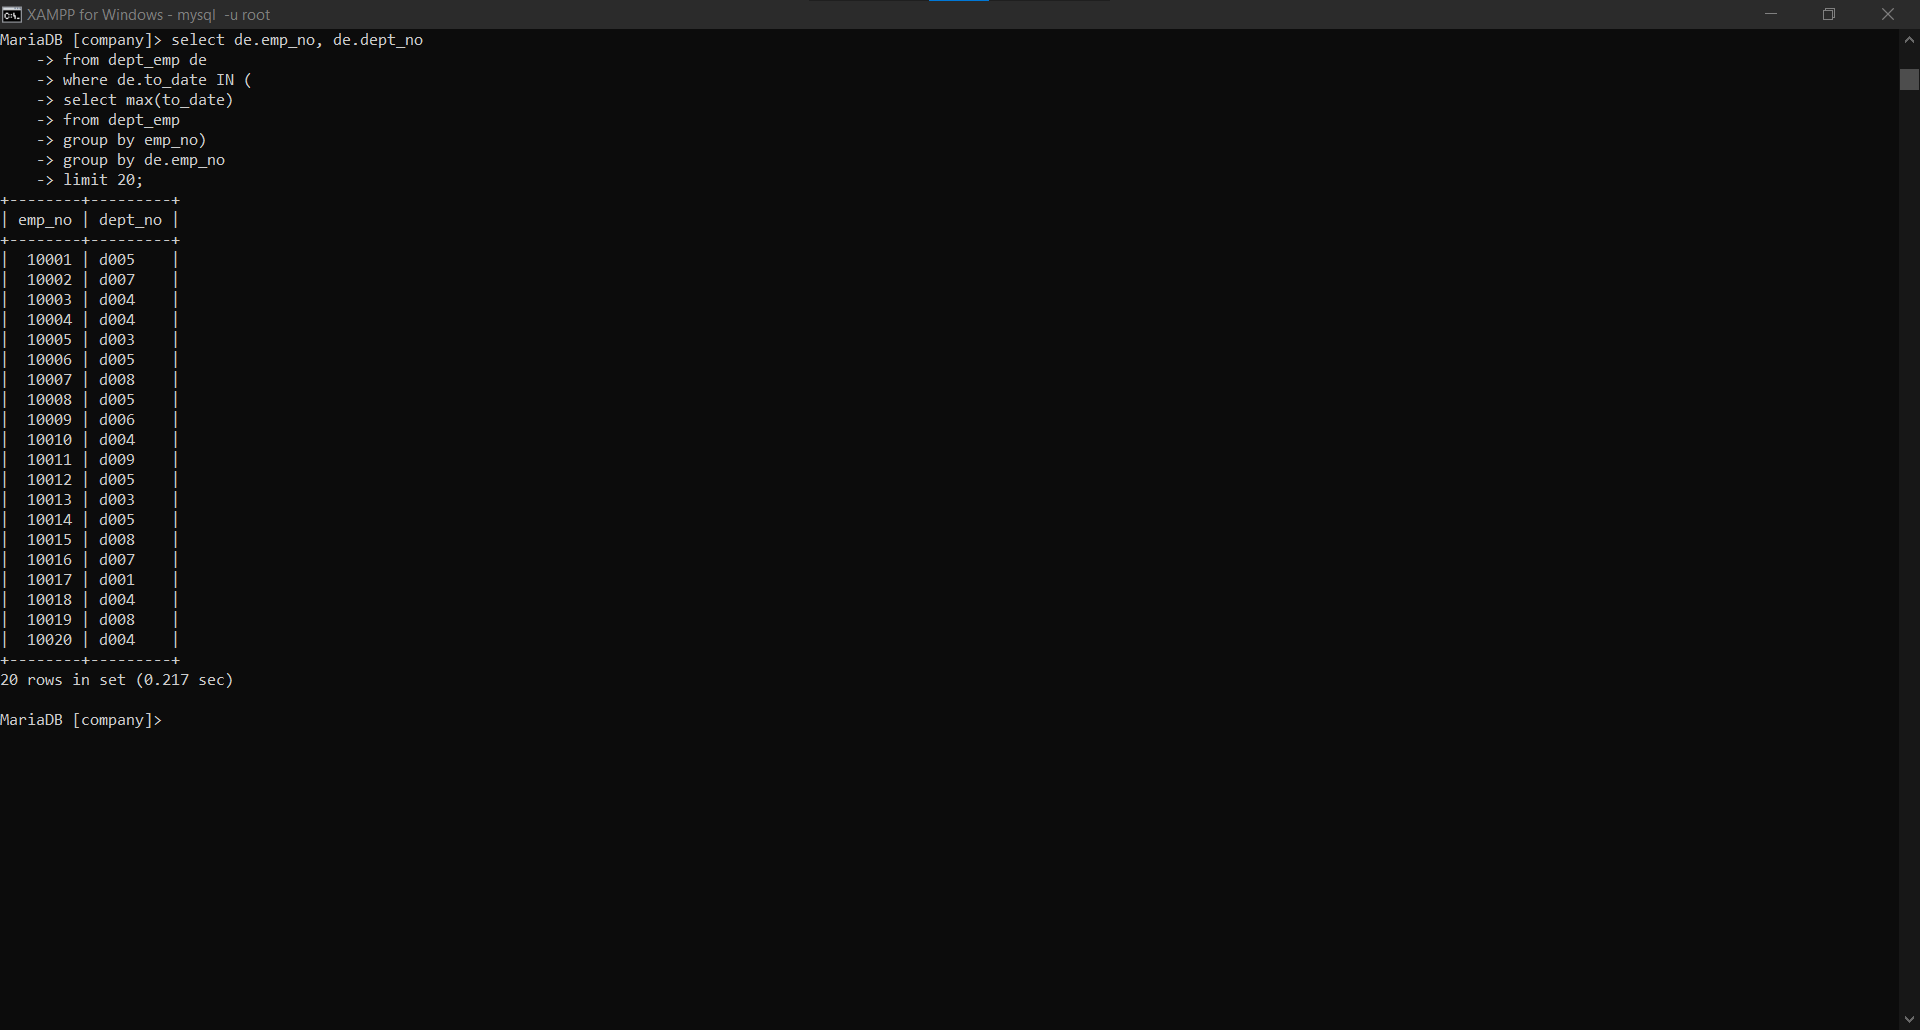 XAMPP for Windows - mysql  -u root
MariaDB [company]> select de.emp_no, de.dept_no
    -> from dept_emp de
    -> where de.to_date IN (
    -> select max(to_date)
    -> from dept_emp
    -> group by emp_no)
    -> group by de.emp_no
    -> limit 20;
+--------+---------+
| emp_no | dept_no |
+--------+---------+
|  10001 | d005    |
|  10002 | d007    |
|  10003 | d004    |
|  10004 | d004    |
|  10005 | d003    |
|  10006 | d005    |
|  10007 | d008    |
|  10008 | d005    |
|  10009 | d006    |
|  10010 | d004    |
|  10011 | d009    |
|  10012 | d005    |
|  10013 | d003    |
|  10014 | d005    |
|  10015 | d008    |
|  10016 | d007    |
|  10017 | d001    |
|  10018 | d004    |
|  10019 | d008    |
|  10020 | d004    |
+--------+---------+
20 rows in set (0.217 sec)
MariaDB [company]>